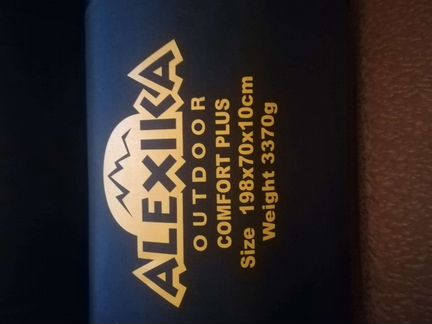 ALEXIKA
OUTDOOR
COMFORT PLUS
Size 198x70x10cm
Weight 3370g